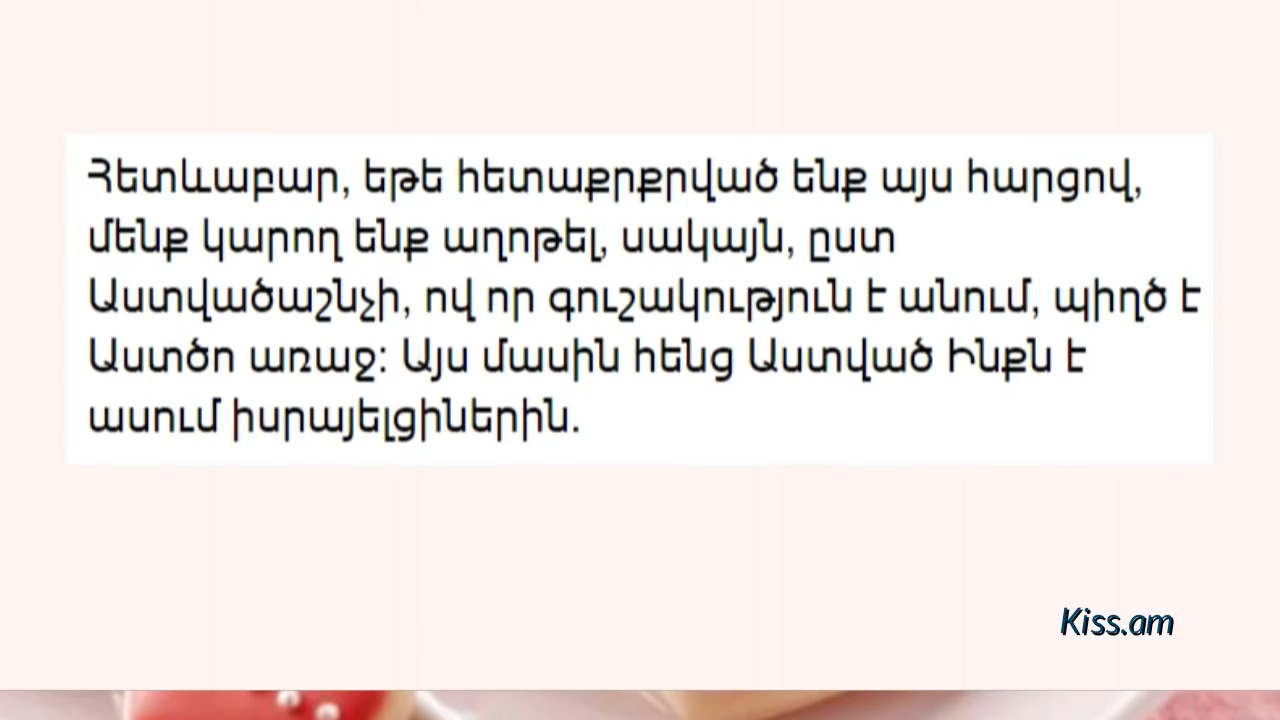 Հետևաբար, եթե հետաքրքրված ենք այս հարցով,
մենք կարող ենք աղոթել, սակայն, ըստ
Աստվածաշնչի, ով որ գուշակություն է անում, պիղծ է
Աստծո առաջ: Այս մասին հենց Աստված Ինքն է
ասում իսրայելցիներին.
Kiss.am